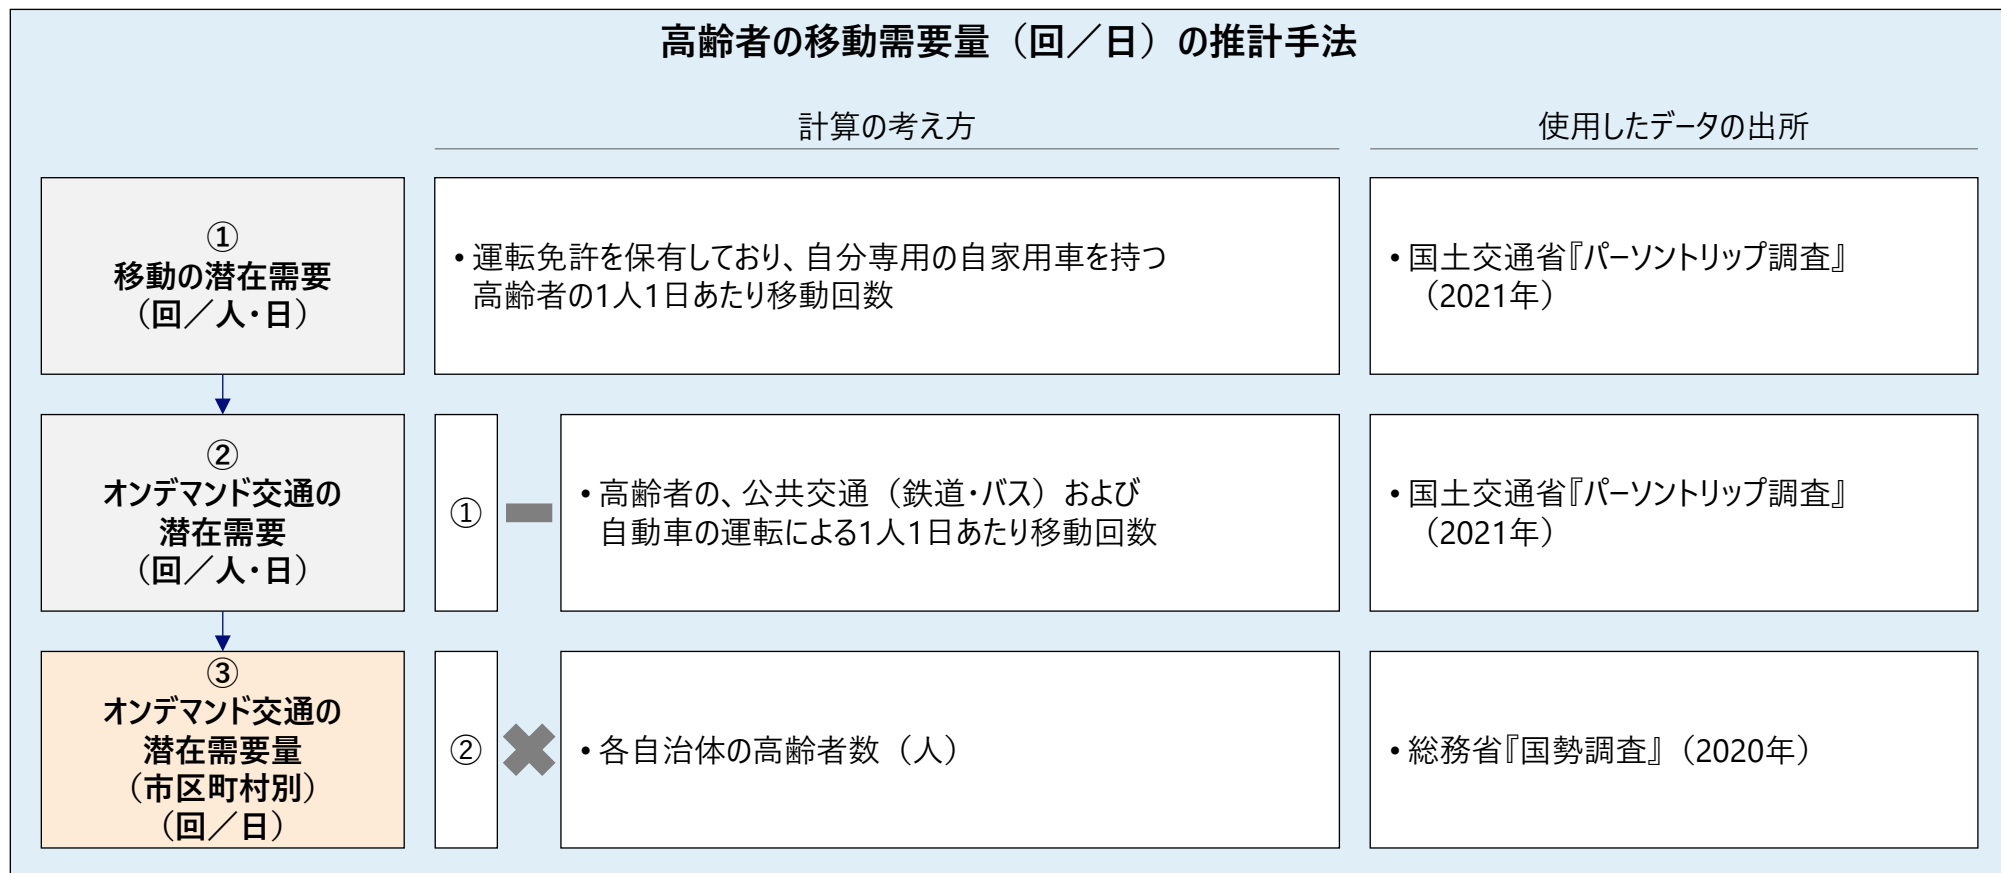 高齢者の移動需要量（回／日）の推計手法
計算の考え方
使用したデータの出所
①
移動の潜在需要
（回／人・日）
• 運転免許を保有しており、自分専用の自家用車を持つ
高齢者の1人1日あたり移動回数
• 国土交通省『パーソントリップ調査』
（2021年）
②
オンデマンド交通の
潜在需要
（回／人・日）
①
• 高齢者の、公共交通（鉄道・バス）および
自動車の運転による1人1日あたり移動回数
• 国土交通省『パーソントリップ調査』
（2021年）
③
オンデマンド交通の
潜在需要量
（市区町村別）
（回／日）
②
• 各自治体の高齢者数（人）
• 総務省『国勢調査』（2020年）